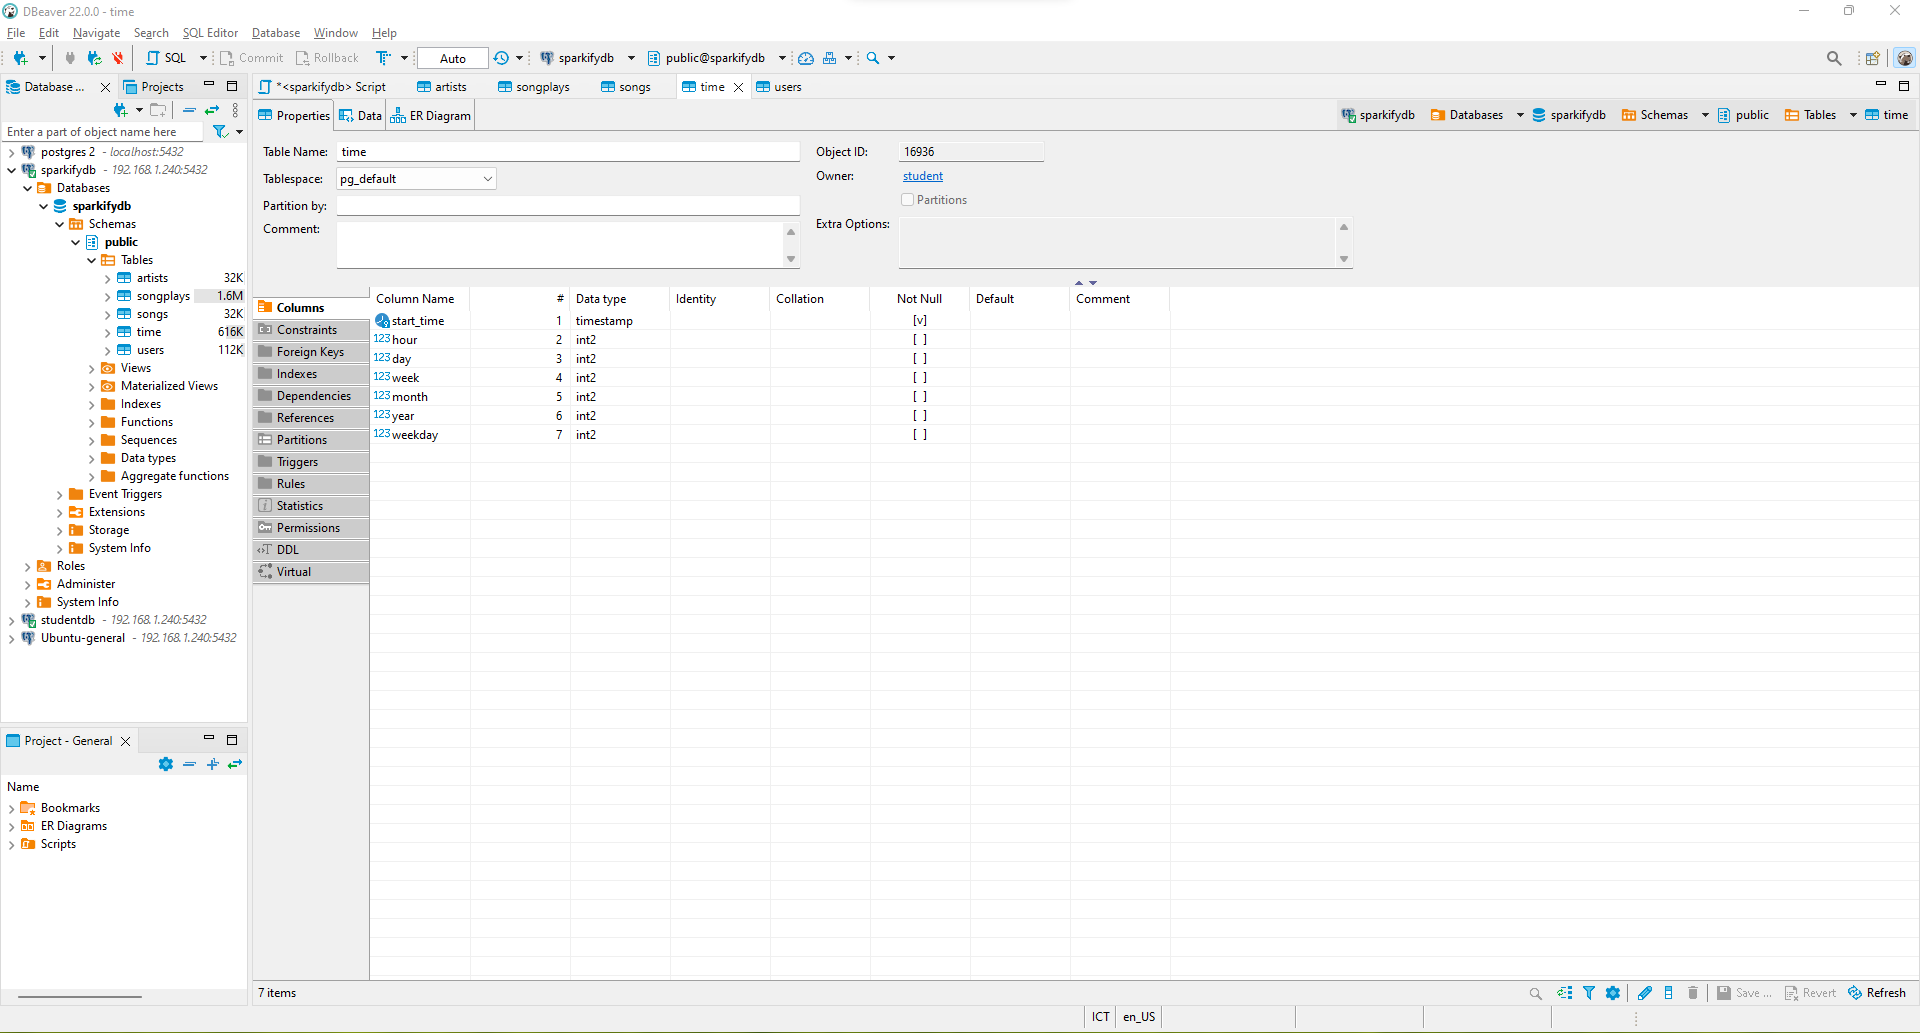 DBeaver 22.0.0 - time
File Edit Navigate Search SQL Editor Database Window Help
SQL Commit Rollback Auto sparkifydb public@sparkifydb
Database ... Projects
*<sparkifydb> Script artists songplays songs time users
Enter a part of object name here
postgres 2 - localhost:5432
sparkifydb - 192.168.1.240:5432
Databases
sparkifydb
Schemas
public
Tables
artists 32K
songplays 1.6M
songs 32K
time 616K
users 112K
Views
Materialized Views
Indexes
Functions
Sequences
Data types
Aggregate functions
Event Triggers
Extensions
Storage
System Info
Roles
Administer
System Info
studentdb - 192.168.1.240:5432
Ubuntu-general - 192.168.1.240:5432
Project - General
Name
Bookmarks
ER Diagrams
Scripts
Properties Data ER Diagram
sparkifydb Databases sparkifydb Schemas public Tables time
Table Name: time
Tablespace: pg_default
Partition by:
Comment:
Object ID: 16936
Owner: student
Partitions
Extra Options:
Columns
Constraints
Foreign Keys
Indexes
Dependencies
References
Partitions
Triggers
Rules
Statistics
Permissions
DDL
Virtual
Column Name # Data type Identity Collation Not Null Default Comment
start_time 1 timestamp [v]
123 hour 2 int2 [ ]
123 day 3 int2 [ ]
123 week 4 int2 [ ]
123 month 5 int2 [ ]
123 year 6 int2 [ ]
123 weekday 7 int2 [ ]
7 items
Save ... Revert Refresh
ICT en_US